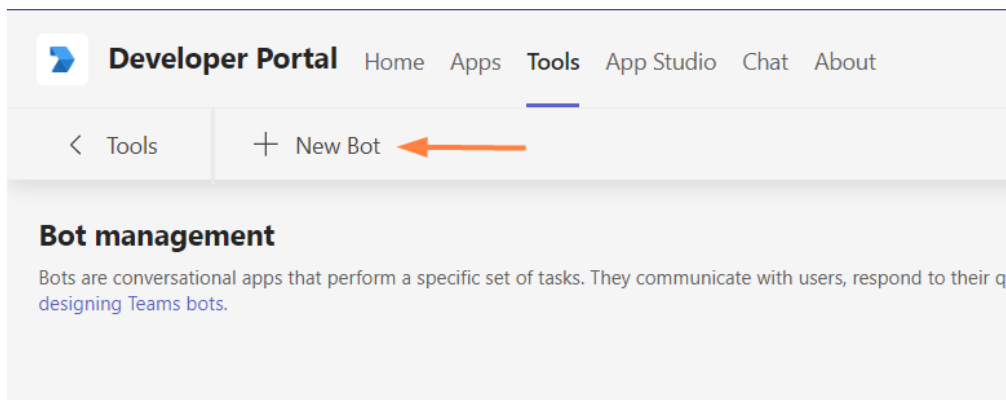 Developer Portal Home Apps Tools App Studio Chat About
Tools + New Bot
Bot management
Bots are conversational apps that perform a specific set of tasks. They communicate with users, respond to their q
designing Teams bots.